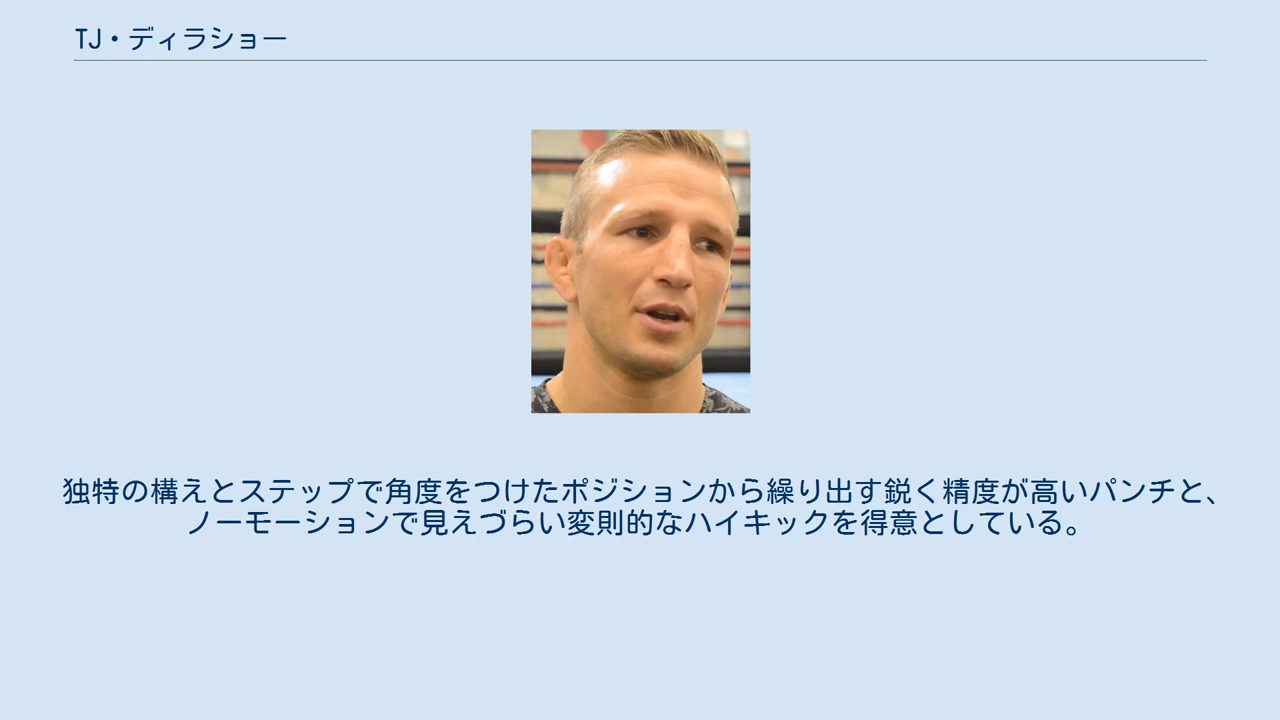 TJ・ディラショー
独特の構えとステップで角度をつけたポジションから繰り出す鋭く精度が高いパンチと、
ノーモーションで見えづらい変則的なハイキックを得意としている。